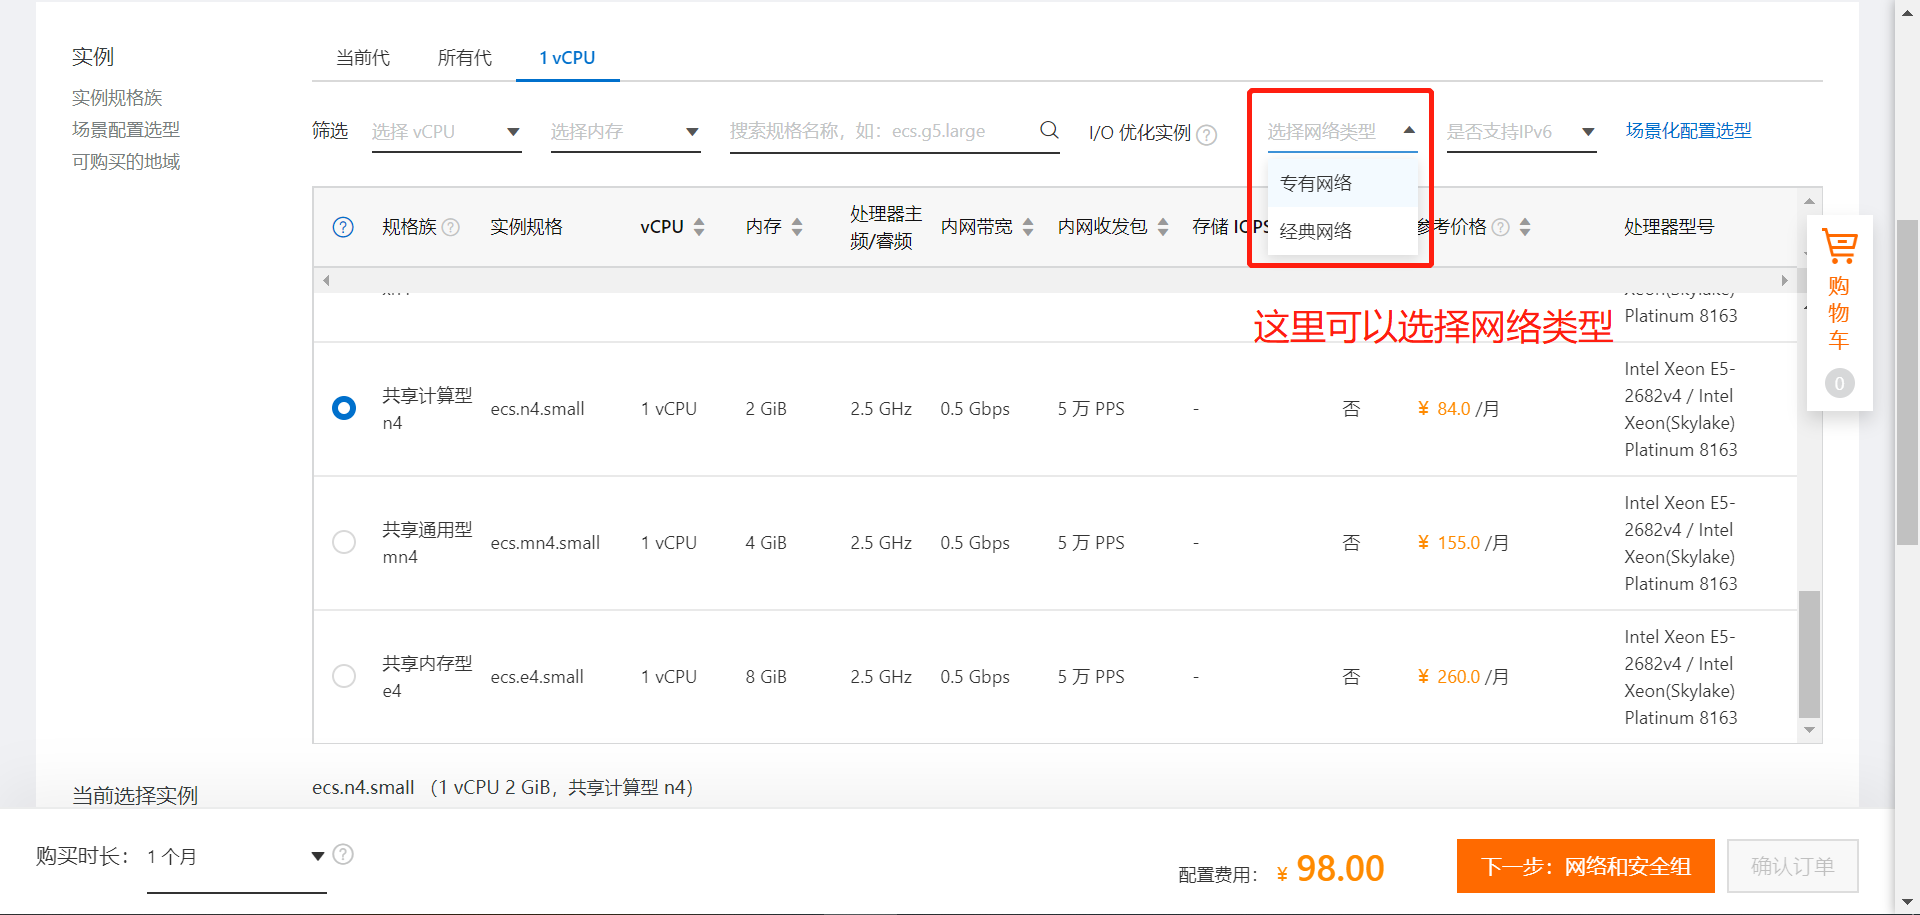 实例
实例规格族
场景配置选型
可购买的地域
当前代
所有代
1 vCPU
筛选
选择 vCPU
选择内存
搜索规格名称，如：ecs.g5.large
I/O 优化实例
选择网络类型
是否支持IPv6
场景化配置选型
专有网络
经典网络
规格族
实例规格
vCPU
内存
处理器主
频/睿频
内网带宽
内网收发包
存储 IOPS
参考价格
处理器型号
Xeon(Skylake)
Platinum 8163
这里可以选择网络类型
购
物
车
0
共享计算型
n4
ecs.n4.small
1 vCPU
2 GiB
2.5 GHz
0.5 Gbps
5 万 PPS
-
否
¥ 84.0 /月
Intel Xeon E5-
2682v4 / Intel
Xeon(Skylake)
Platinum 8163
共享通用型
mn4
ecs.mn4.small
1 vCPU
4 GiB
2.5 GHz
0.5 Gbps
5 万 PPS
-
否
¥ 155.0 /月
Intel Xeon E5-
2682v4 / Intel
Xeon(Skylake)
Platinum 8163
共享内存型
e4
ecs.e4.small
1 vCPU
8 GiB
2.5 GHz
0.5 Gbps
5 万 PPS
-
否
¥ 260.0 /月
Intel Xeon E5-
2682v4 / Intel
Xeon(Skylake)
Platinum 8163
当前选择实例
ecs.n4.small （1 vCPU 2 GiB，共享计算型 n4）
购买时长：
1 个月
配置费用：
¥ 98.00
下一步：网络和安全组
确认订单